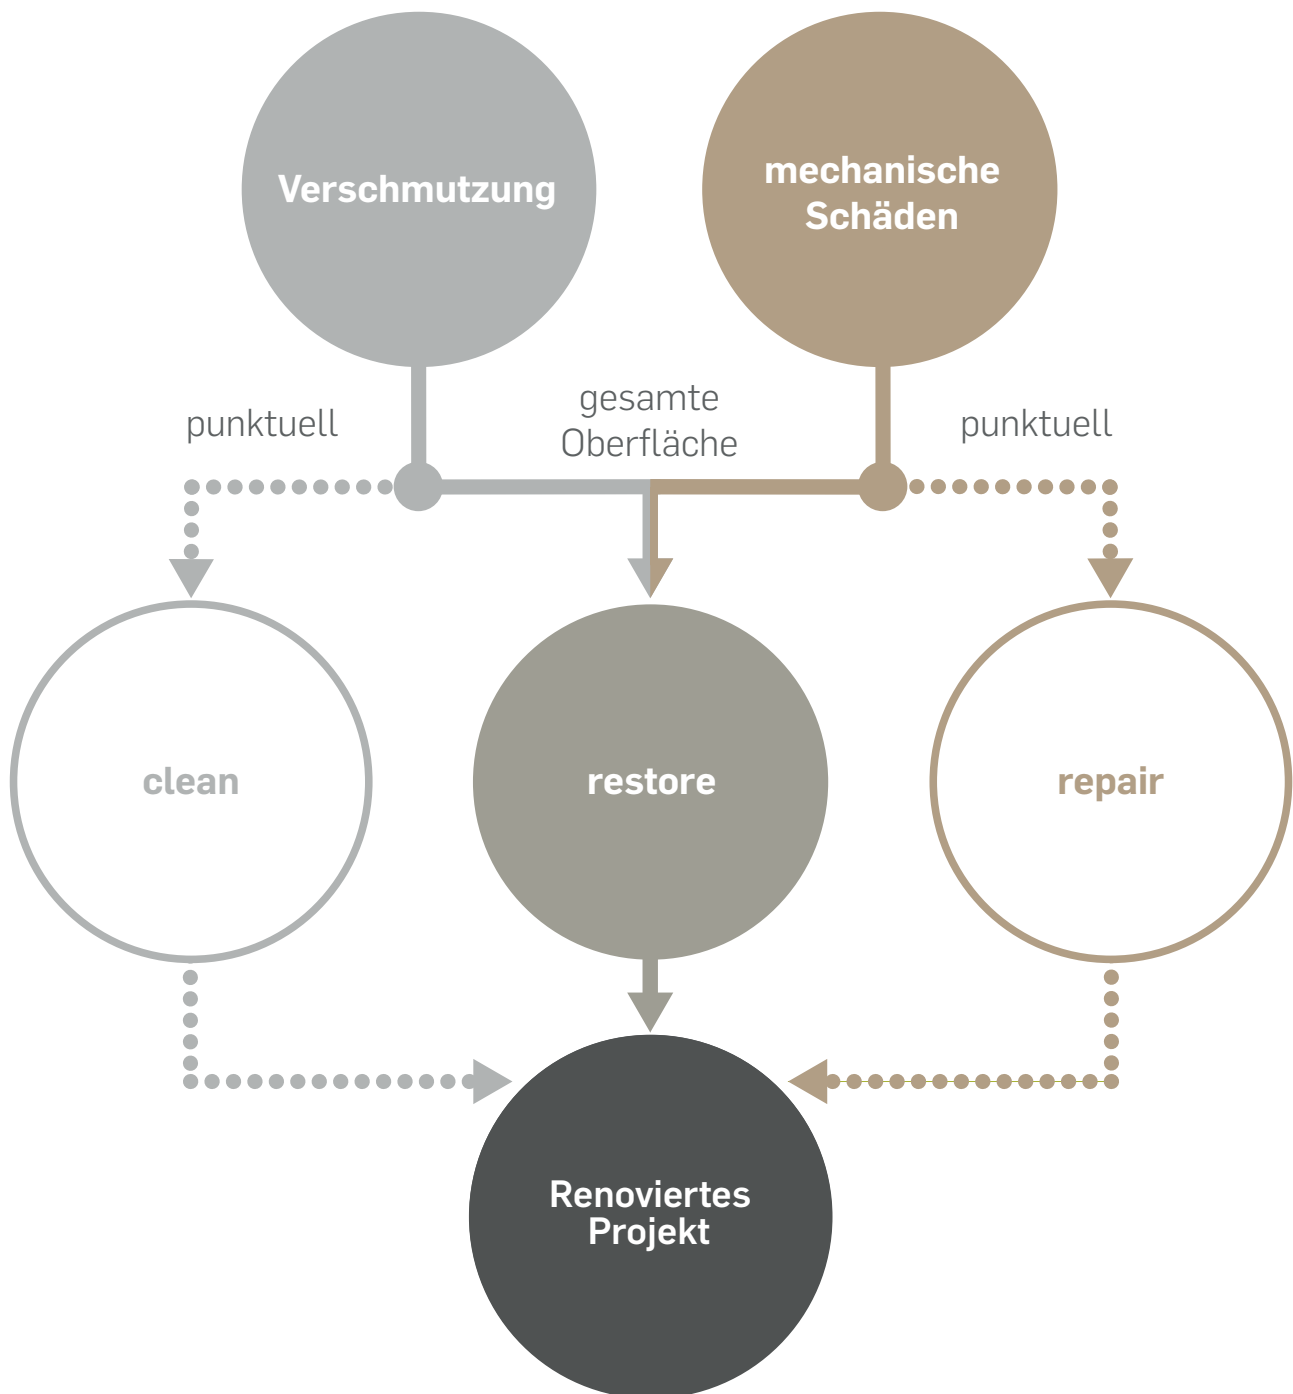 Verschmutzung
mechanische
Schäden
punktuell
gesamte
Oberfläche
punktuell
clean
restore
repair
Renoviertes
Projekt